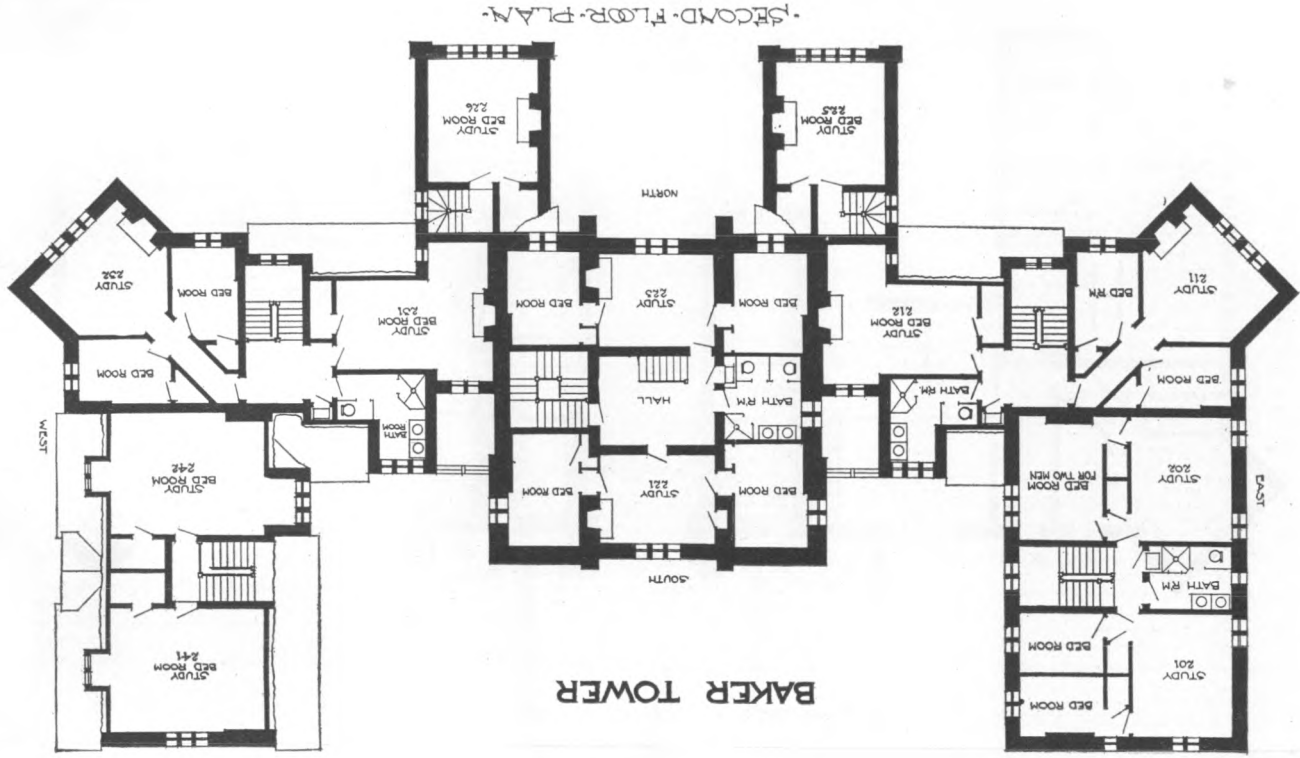 BAKER TOWER
BED ROOM
201
STUDY
BED ROOM
241
BED ROOM
STUDY
BATH RM
SOUTH
EAST
202
STUDY
BED ROOM
FOR TWO MEN
BED ROOM
221
STUDY
BED ROOM
242
BED ROOM
STUDY
WEST
BED ROOM
BATH RM
BATH RM
HALL
BATH
ROOM
BED ROOM
211
STUDY
BED R'M
212
BED ROOM
STUDY
BED ROOM
223
STUDY
BED ROOM
231
BED ROOM
STUDY
BED ROOM
232
STUDY
NORTH
225
BED ROOM
STUDY
226
BED ROOM
STUDY
·SECOND·FLOOR·PLAN·